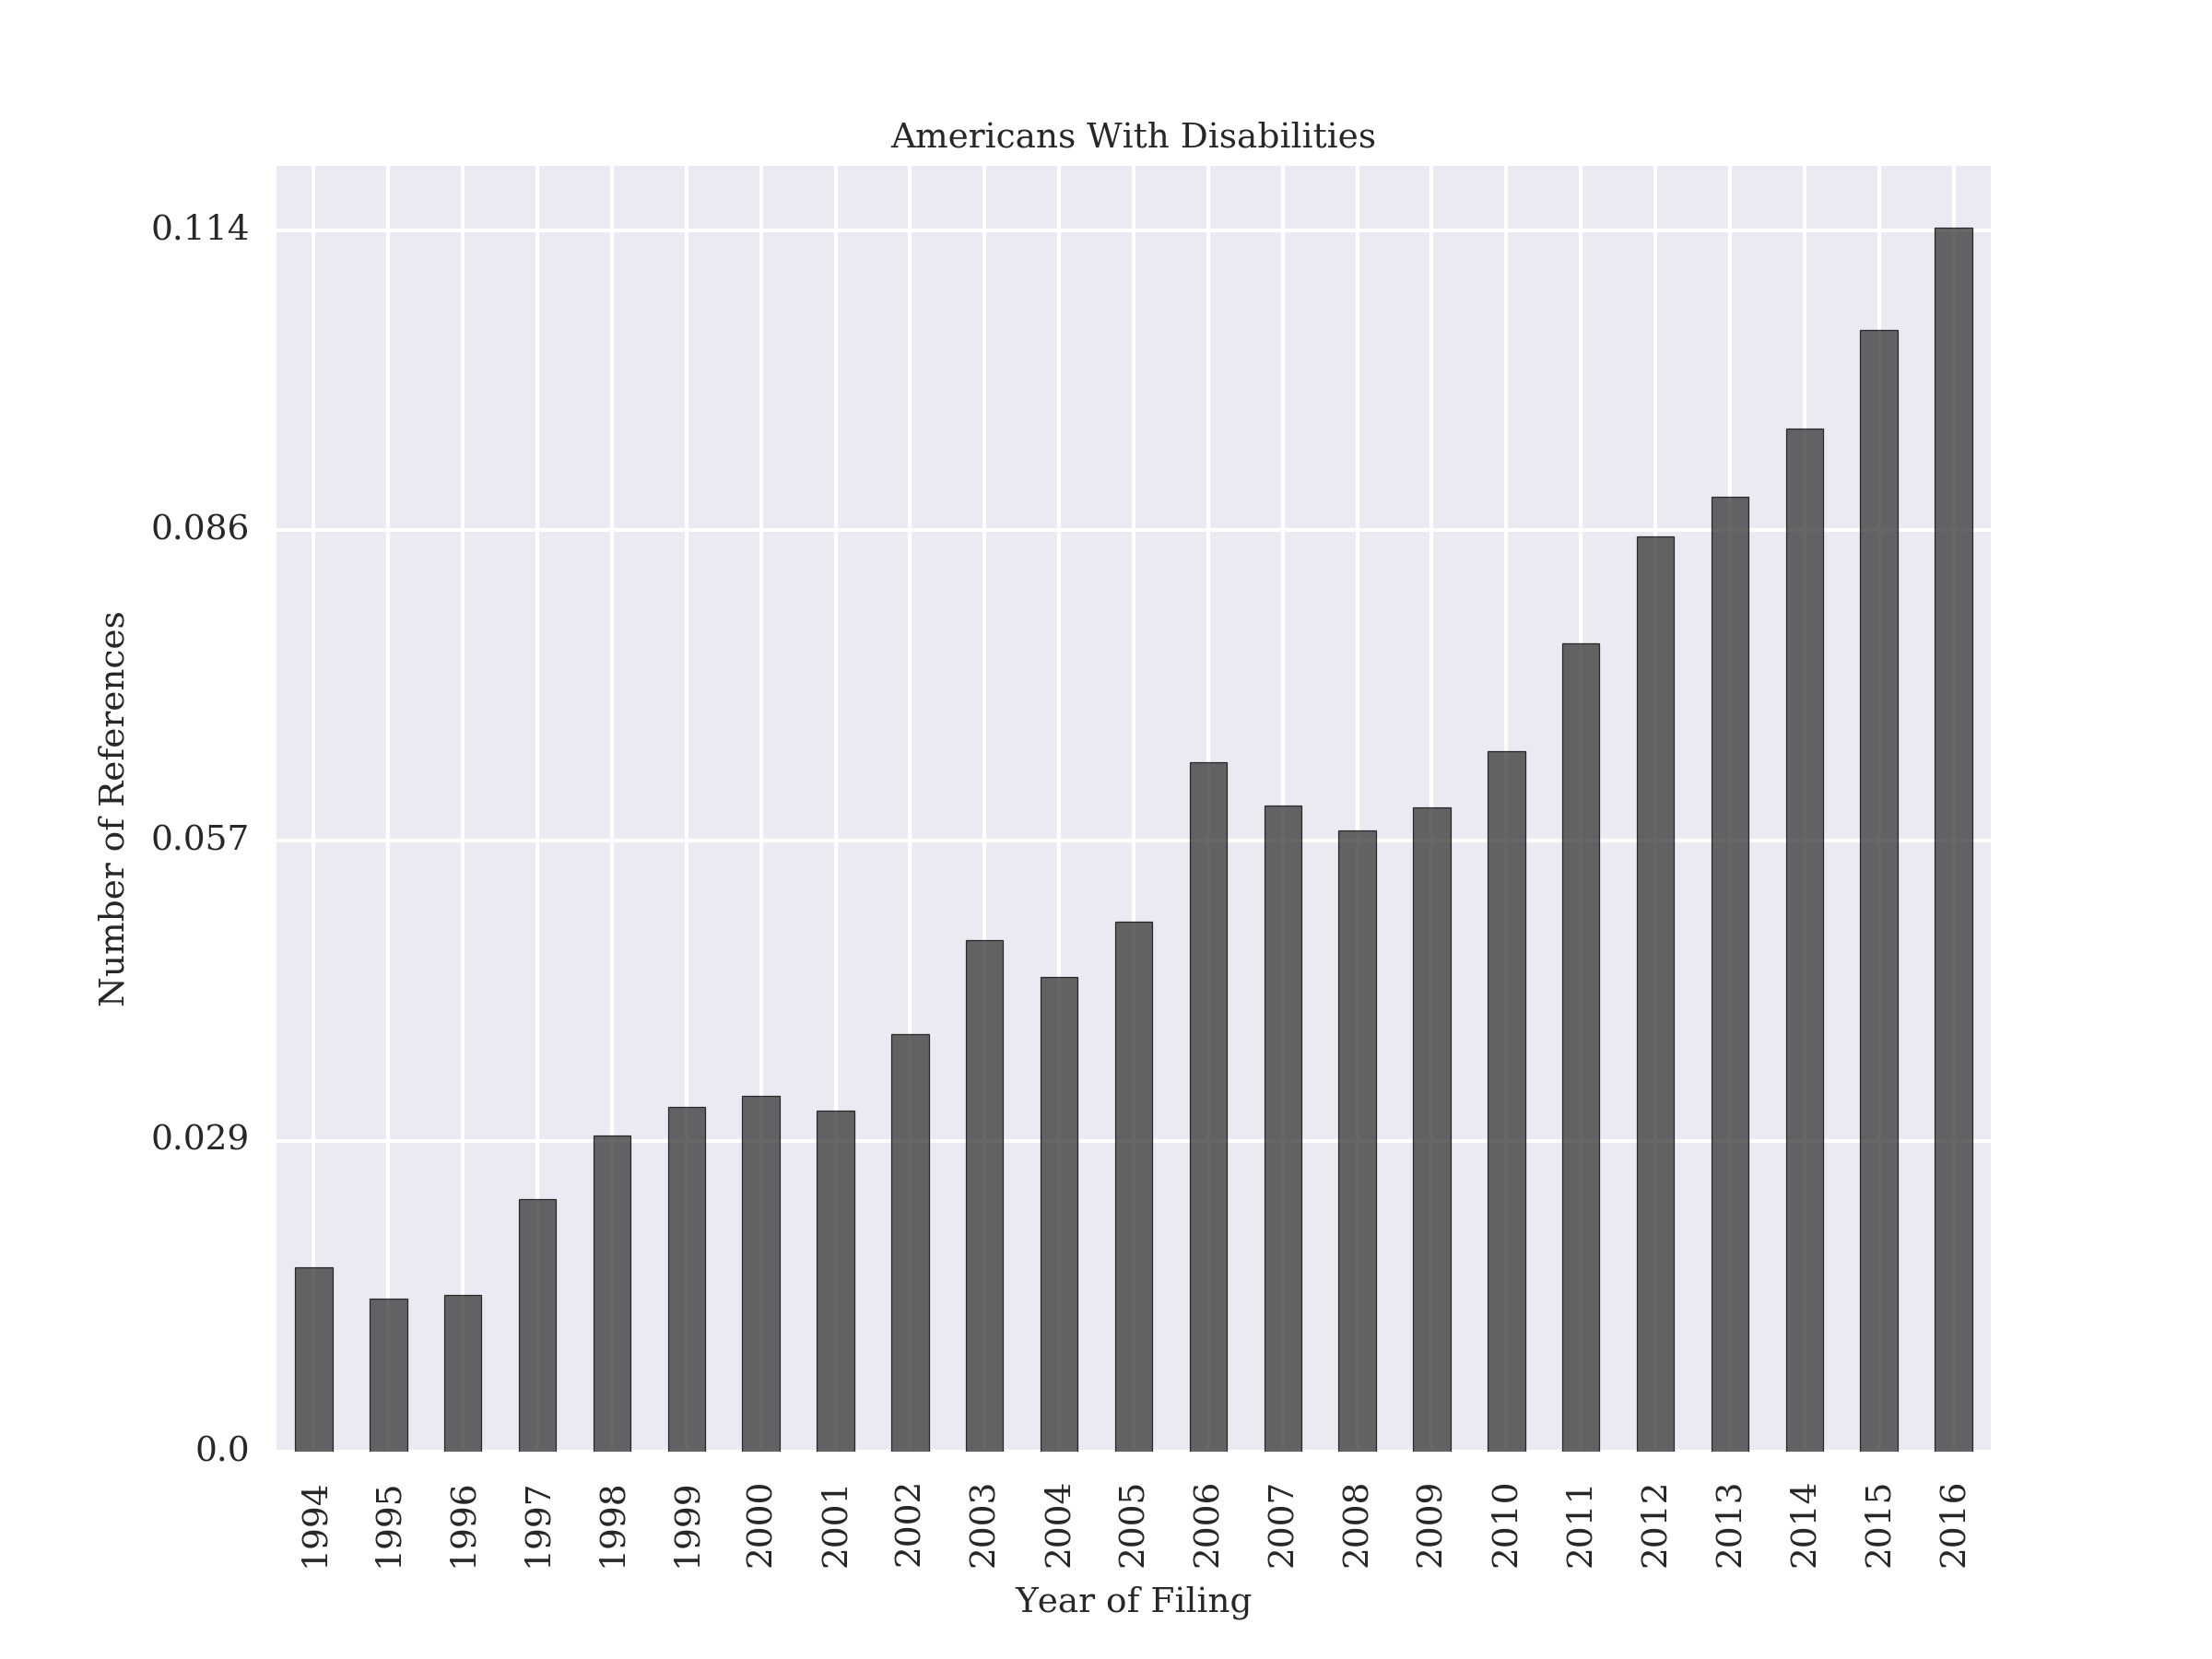 Americans With Disabilities
0.114
0.086
0.057
0.029
0.0
Number of References
1994 1995 1996 1997 1998 1999 2000 2001 2002 2003 2004 2005 2006 2007 2008 2009 2010 2011 2012 2013 2014 2015 2016
Year of Filing